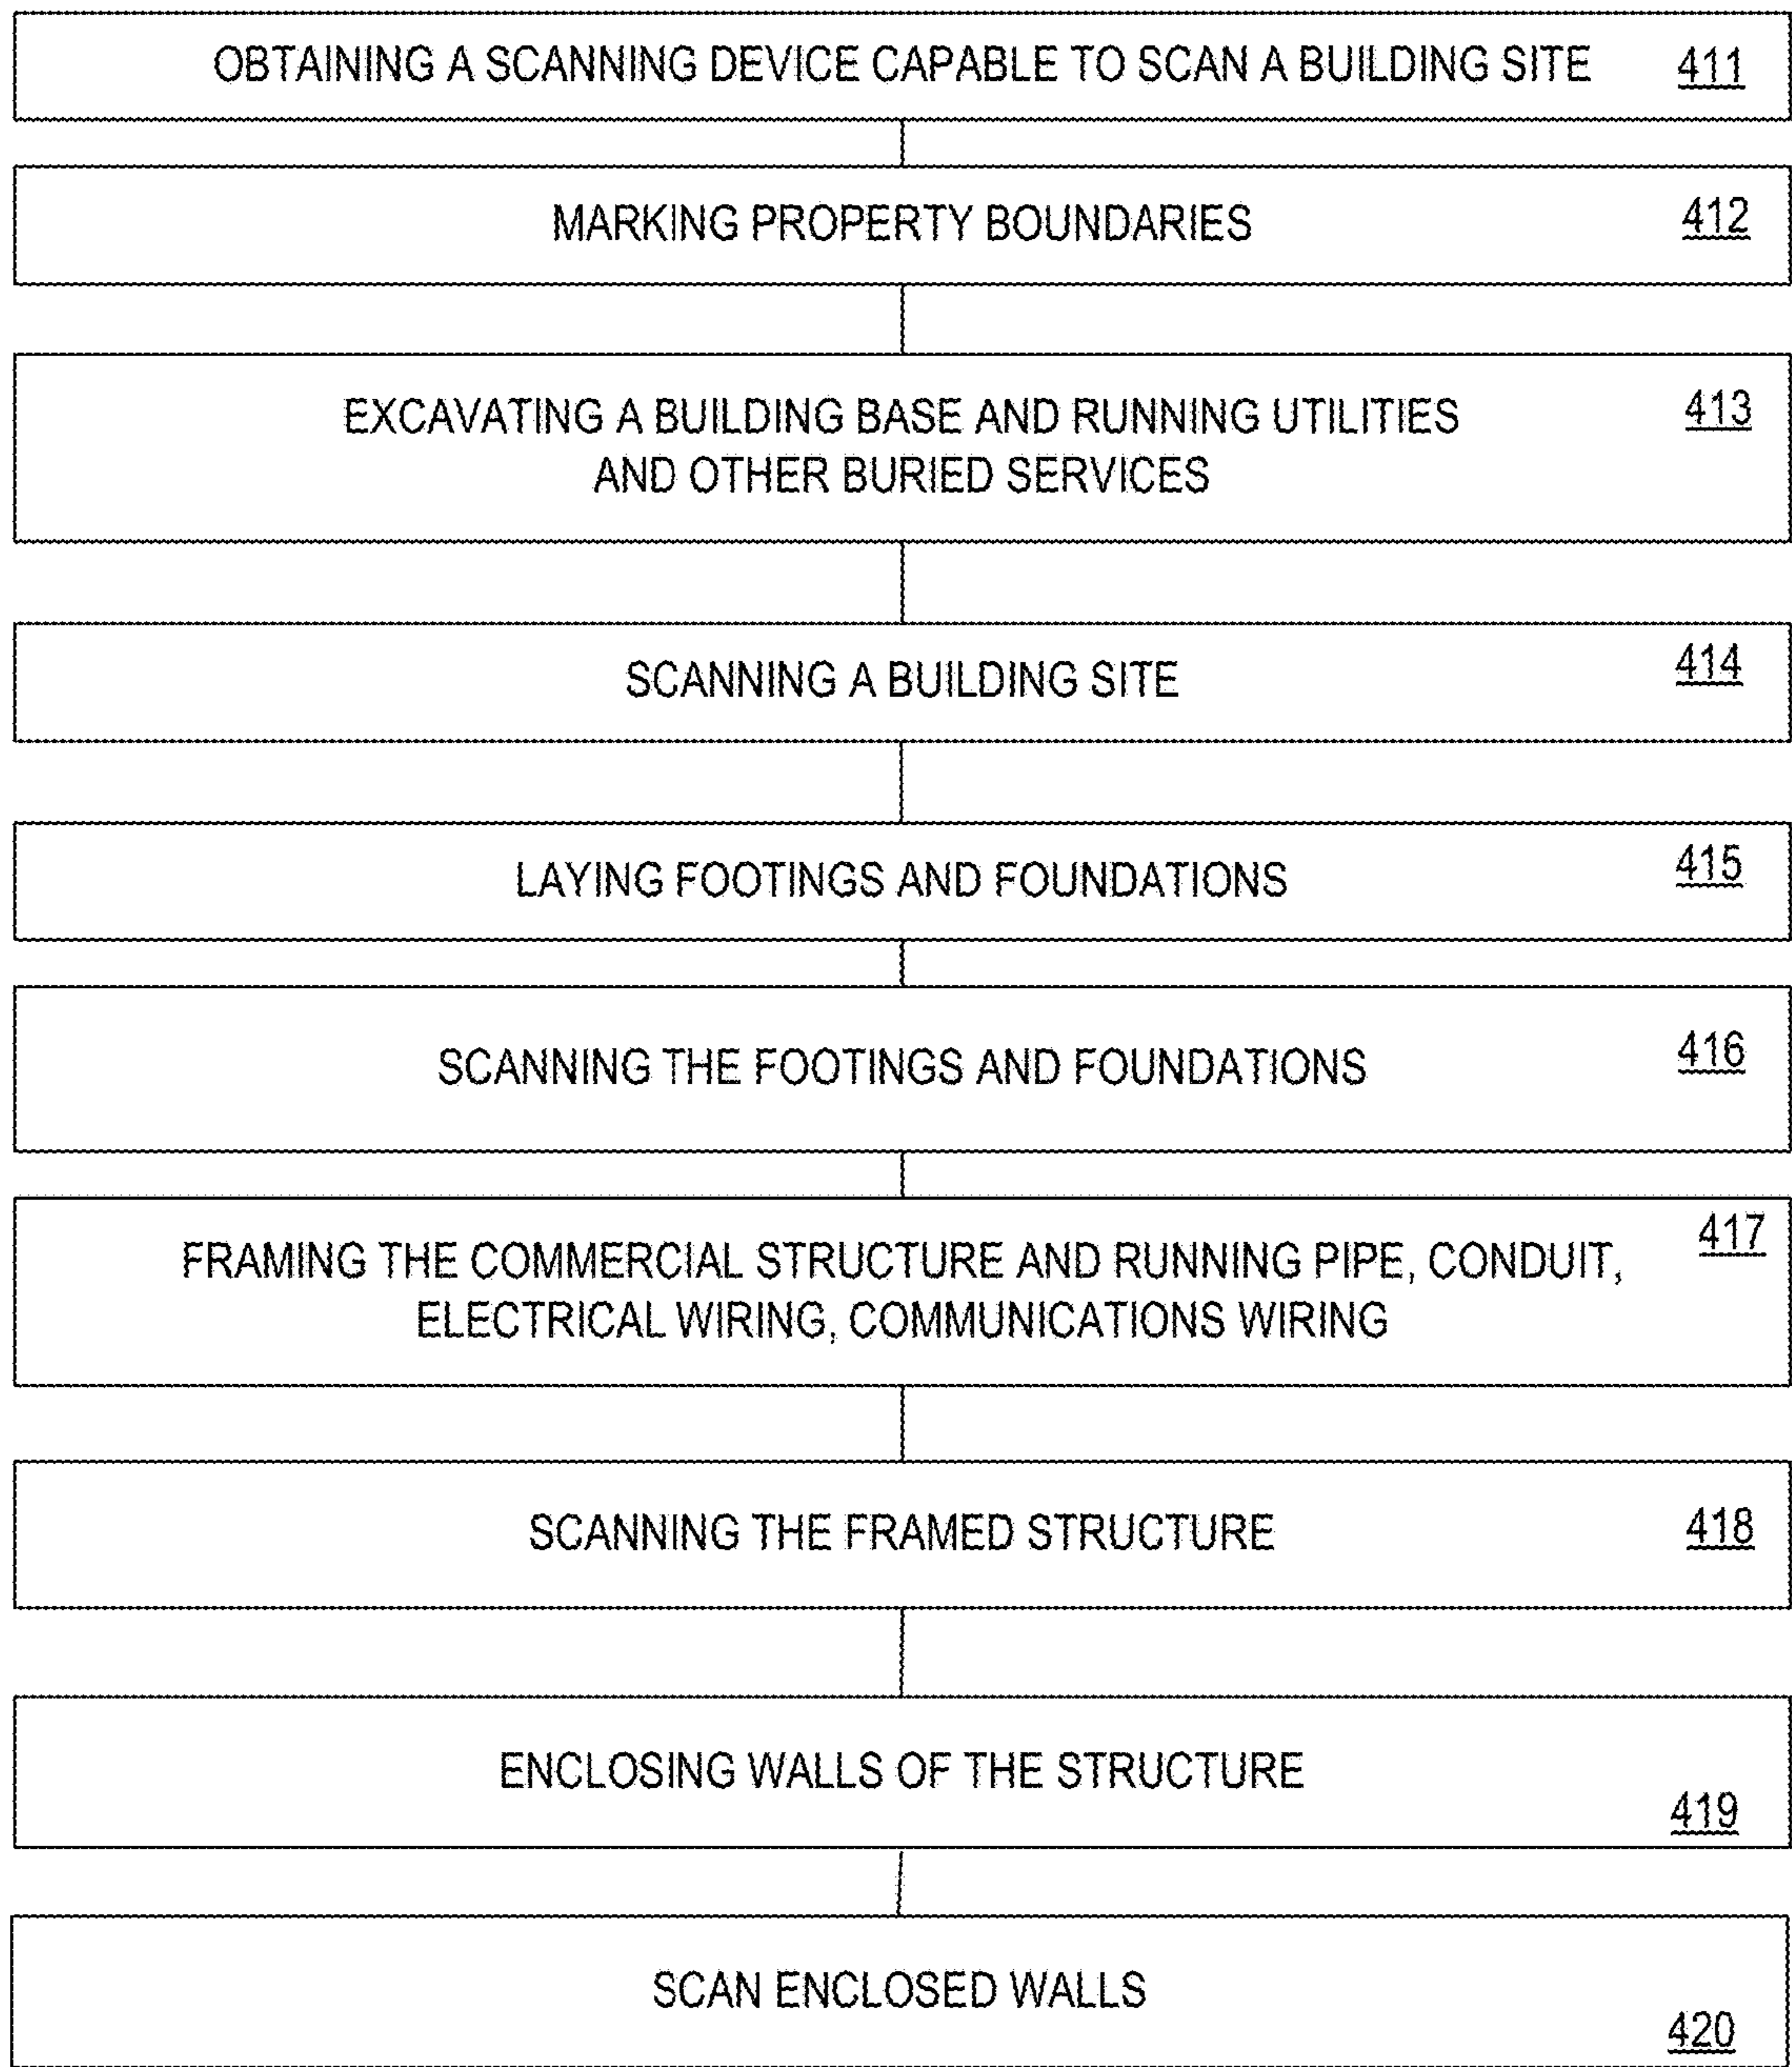 OBTAINING A SCANNING DEVICE CAPABLE TO SCAN A BUILDING SITE 411
MARKING PROPERTY BOUNDARIES 412
EXCAVATING A BUILDING BASE AND RUNNING UTILITIES 413
AND OTHER BURIED SERVICES
SCANNING A BUILDING SITE 414
LAYING FOOTINGS AND FOUNDATIONS 415
SCANNING THE FOOTINGS AND FOUNDATIONS 416
FRAMING THE COMMERCIAL STRUCTURE AND RUNNING PIPE, CONDUIT, 417
ELECTRICAL WIRING, COMMUNICATIONS WIRING
SCANNING THE FRAMED STRUCTURE 418
ENCLOSING WALLS OF THE STRUCTURE
419
SCAN ENCLOSED WALLS
420